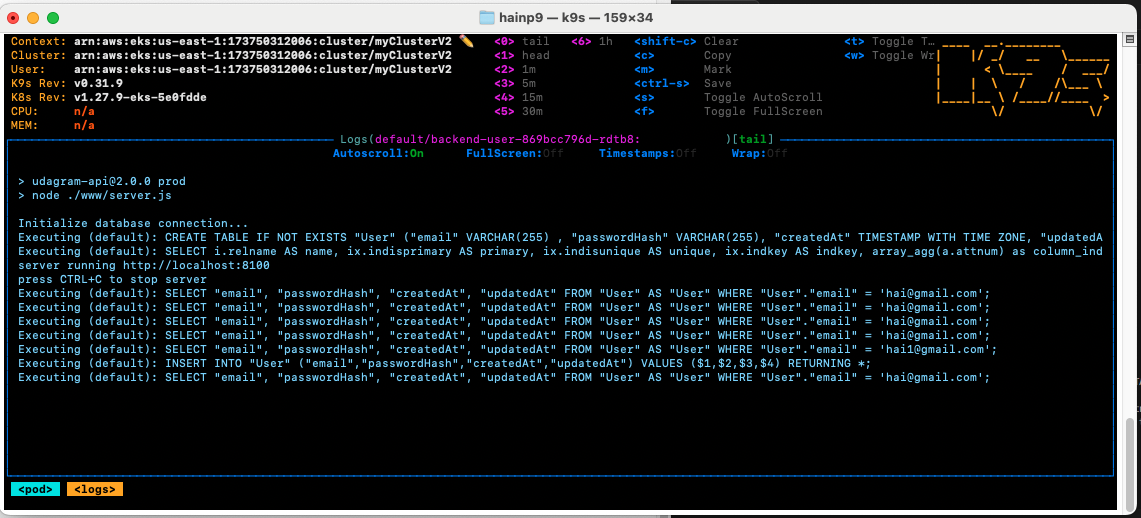 hainp9 — k9s — 159×34
Context: arn:aws:eks:us-east-1:173750312006:cluster/myClusterV2 <0> tail <6> 1h <shift-c> Clear <t> Toggle T…
Cluster: arn:aws:eks:us-east-1:173750312006:cluster/myClusterV2 <1> head <c> Copy <w> Toggle Wr
User: arn:aws:eks:us-east-1:173750312006:cluster/myClusterV2 <2> 1m <m> Mark
K9s Rev: v0.31.9 <3> 5m <ctrl-s> Save
K8s Rev: v1.27.9-eks-5e0fdde <4> 15m <s> Toggle AutoScroll
CPU: n/a <5> 30m <f> Toggle FullScreen
MEM: n/a
Logs(default/backend-user-869bcc796d-rdtb8: )[tail]
Autoscroll:On FullScreen:Off Timestamps:Off Wrap:Off
> udagram-api@2.0.0 prod
> node ./www/server.js
Initialize database connection...
Executing (default): CREATE TABLE IF NOT EXISTS "User" ("email" VARCHAR(255) , "passwordHash" VARCHAR(255), "createdAt" TIMESTAMP WITH TIME ZONE, "updatedA
Executing (default): SELECT i.relname AS name, ix.indisprimary AS primary, ix.indisunique AS unique, ix.indkey AS indkey, array_agg(a.attnum) as column_ind
server running http://localhost:8100
press CTRL+C to stop server
Executing (default): SELECT "email", "passwordHash", "createdAt", "updatedAt" FROM "User" AS "User" WHERE "User"."email" = 'hai@gmail.com';
Executing (default): SELECT "email", "passwordHash", "createdAt", "updatedAt" FROM "User" AS "User" WHERE "User"."email" = 'hai@gmail.com';
Executing (default): SELECT "email", "passwordHash", "createdAt", "updatedAt" FROM "User" AS "User" WHERE "User"."email" = 'hai@gmail.com';
Executing (default): SELECT "email", "passwordHash", "createdAt", "updatedAt" FROM "User" AS "User" WHERE "User"."email" = 'hai@gmail.com';
Executing (default): SELECT "email", "passwordHash", "createdAt", "updatedAt" FROM "User" AS "User" WHERE "User"."email" = 'hai1@gmail.com';
Executing (default): INSERT INTO "User" ("email","passwordHash","createdAt","updatedAt") VALUES ($1,$2,$3,$4) RETURNING *;
Executing (default): SELECT "email", "passwordHash", "createdAt", "updatedAt" FROM "User" AS "User" WHERE "User"."email" = 'hai@gmail.com';
<pod> <logs>